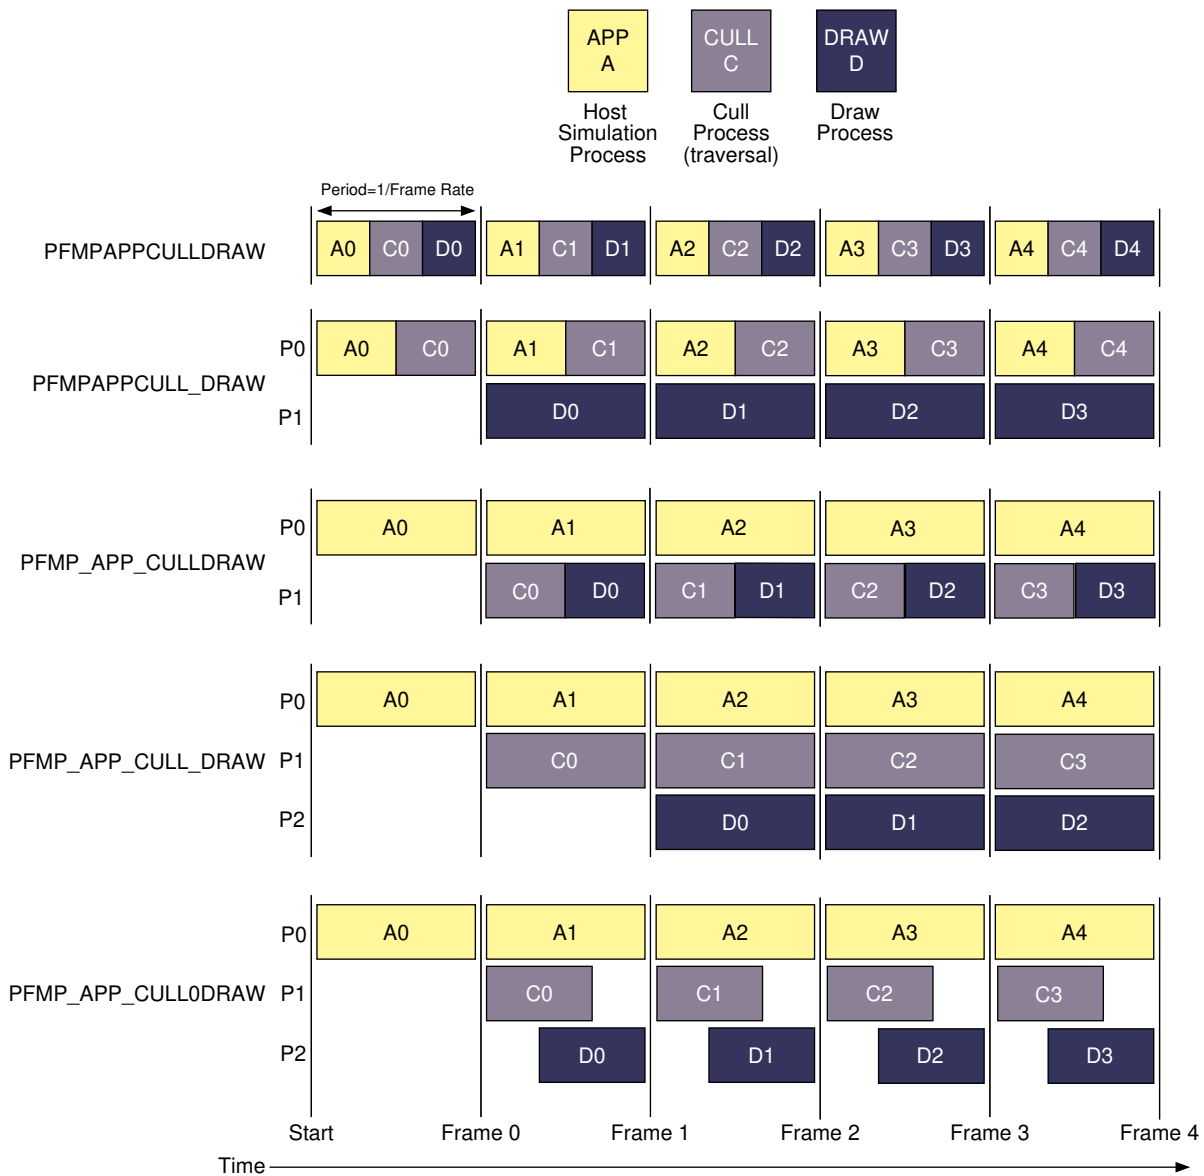 APP
A
CULL
C
DRAW
D
Host
Simulation
Process
Cull
Process
(traversal)
Draw
Process
Period=1/Frame Rate
PFMPAPPCULLDRAW
A0 C0 D0 A1 C1 D1 A2 C2 D2 A3 C3 D3 A4 C4 D4
PFMPAPPCULL_DRAW
P0 A0 C0 A1 C1 A2 C2 A3 C3 A4 C4
P1 D0 D1 D2 D3
PFMP_APP_CULLDRAW
P0 A0 A1 A2 A3 A4
P1 C0 D0 C1 D1 C2 D2 C3 D3
P0 A0 A1 A2 A3 A4
PFMP_APP_CULL_DRAW P1 C0 C1 C2 C3
P2 D0 D1 D2
P0 A0 A1 A2 A3 A4
PFMP_APP_CULL0DRAW P1 C0 C1 C2 C3
P2 D0 D1 D2 D3
Start Frame 0 Frame 1 Frame 2 Frame 3 Frame 4
Time